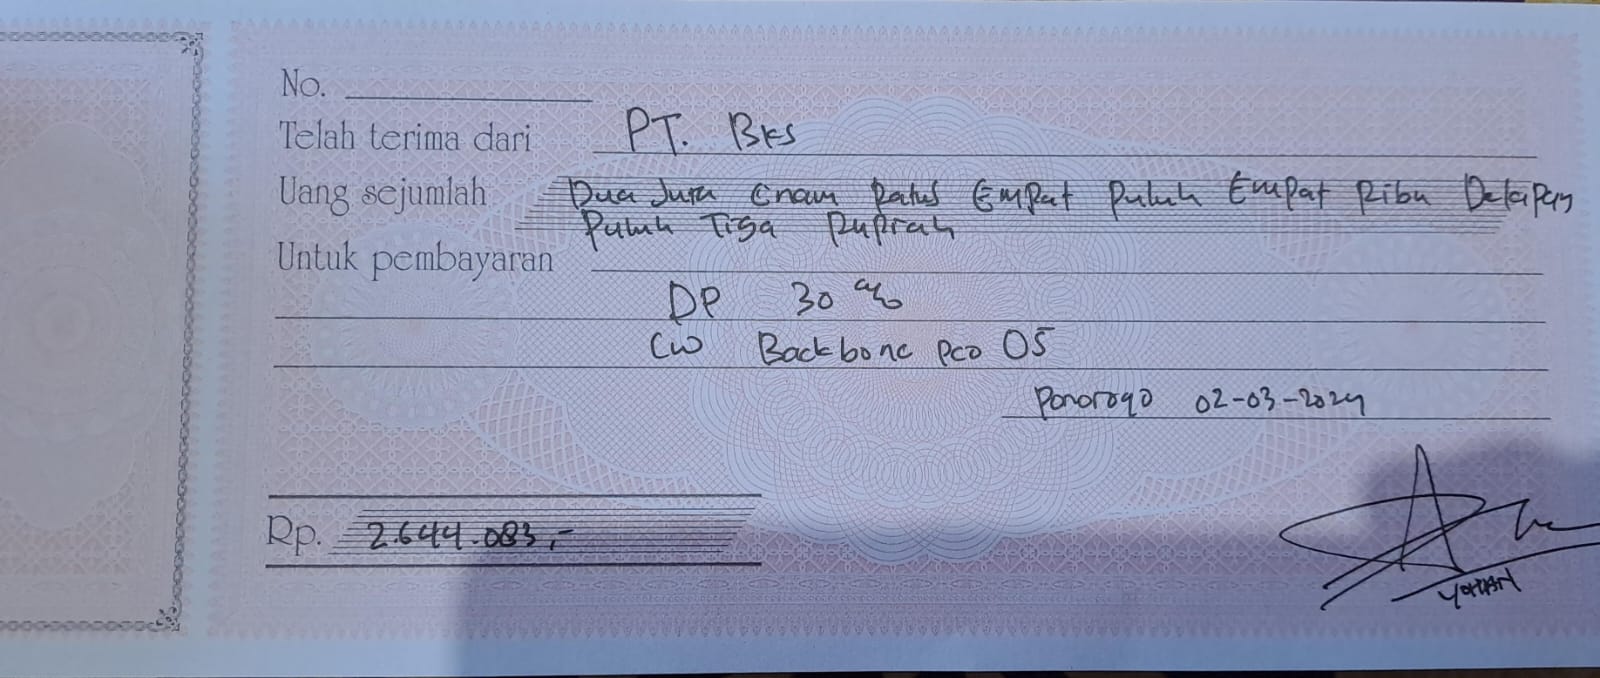 No.
Telah terima dari PT. BKS
Uang sejumlah Dua Juta Enam Ratus Empat Puluh Empat Ribu Delapan
Puluh Tiga Rupiah
Untuk pembayaran
DP 30 %
CW Backbone PCO 05
Ponorogo 02-03-2024
Rp. 2.644.083,-
YOHAN